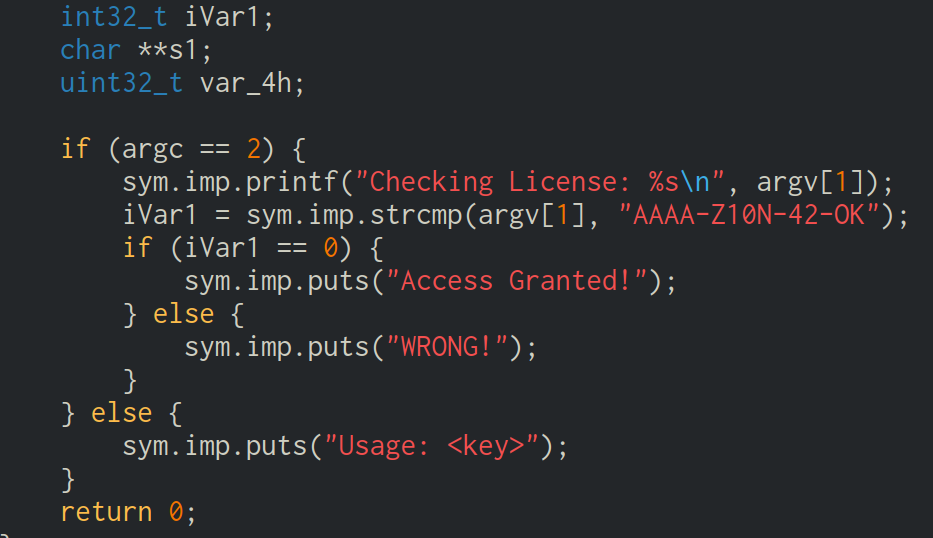 int32_t iVar1;
char **s1;
uint32_t var_4h;

if (argc == 2) {
    sym.imp.printf("Checking License: %s\n", argv[1]);
    iVar1 = sym.imp.strcmp(argv[1], "AAAA-Z10N-42-OK");
    if (iVar1 == 0) {
        sym.imp.puts("Access Granted!");
    } else {
        sym.imp.puts("WRONG!");
    }
} else {
    sym.imp.puts("Usage: <key>");
}
return 0;